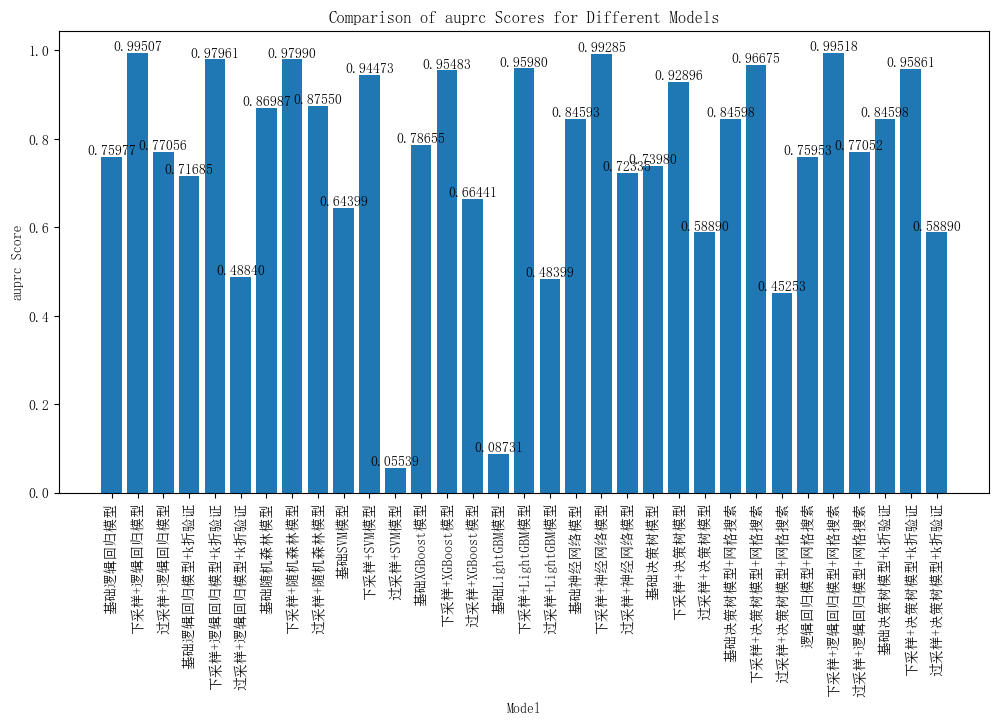 Comparison of auprc Scores for Different Models
auprc Score
1.0
0.8
0.6
0.4
0.2
0.0
0.75977
0.99507
0.77056
0.71685
0.97961
0.48840
0.86987
0.97990
0.87550
0.64399
0.94473
0.05539
0.78655
0.95483
0.66441
0.08731
0.95980
0.48399
0.84593
0.99285
0.72335
0.73980
0.92896
0.58890
0.84598
0.96675
0.45253
0.75953
0.99518
0.77052
0.84598
0.95861
0.58890
基础逻辑回归模型
下采样+逻辑回归模型
过采样+逻辑回归模型
基础逻辑回归模型+k折验证
下采样+逻辑回归模型+k折验证
过采样+逻辑回归模型+k折验证
基础随机森林模型
下采样+随机森林模型
过采样+随机森林模型
基础SVM模型
下采样+SVM模型
过采样+SVM模型
基础XGBoost模型
下采样+XGBoost模型
过采样+XGBoost模型
基础LightGBM模型
下采样+LightGBM模型
过采样+LightGBM模型
基础神经网络模型
下采样+神经网络模型
过采样+神经网络模型
基础决策树模型
下采样+决策树模型
过采样+决策树模型
基础决策树模型+网格搜索
下采样+决策树模型+网格搜索
过采样+决策树模型+网格搜索
逻辑回归模型+网格搜索
下采样+逻辑回归模型+网格搜索
过采样+逻辑回归模型+网格搜索
基础决策树模型+k折验证
下采样+决策树模型+k折验证
过采样+决策树模型+k折验证
Model